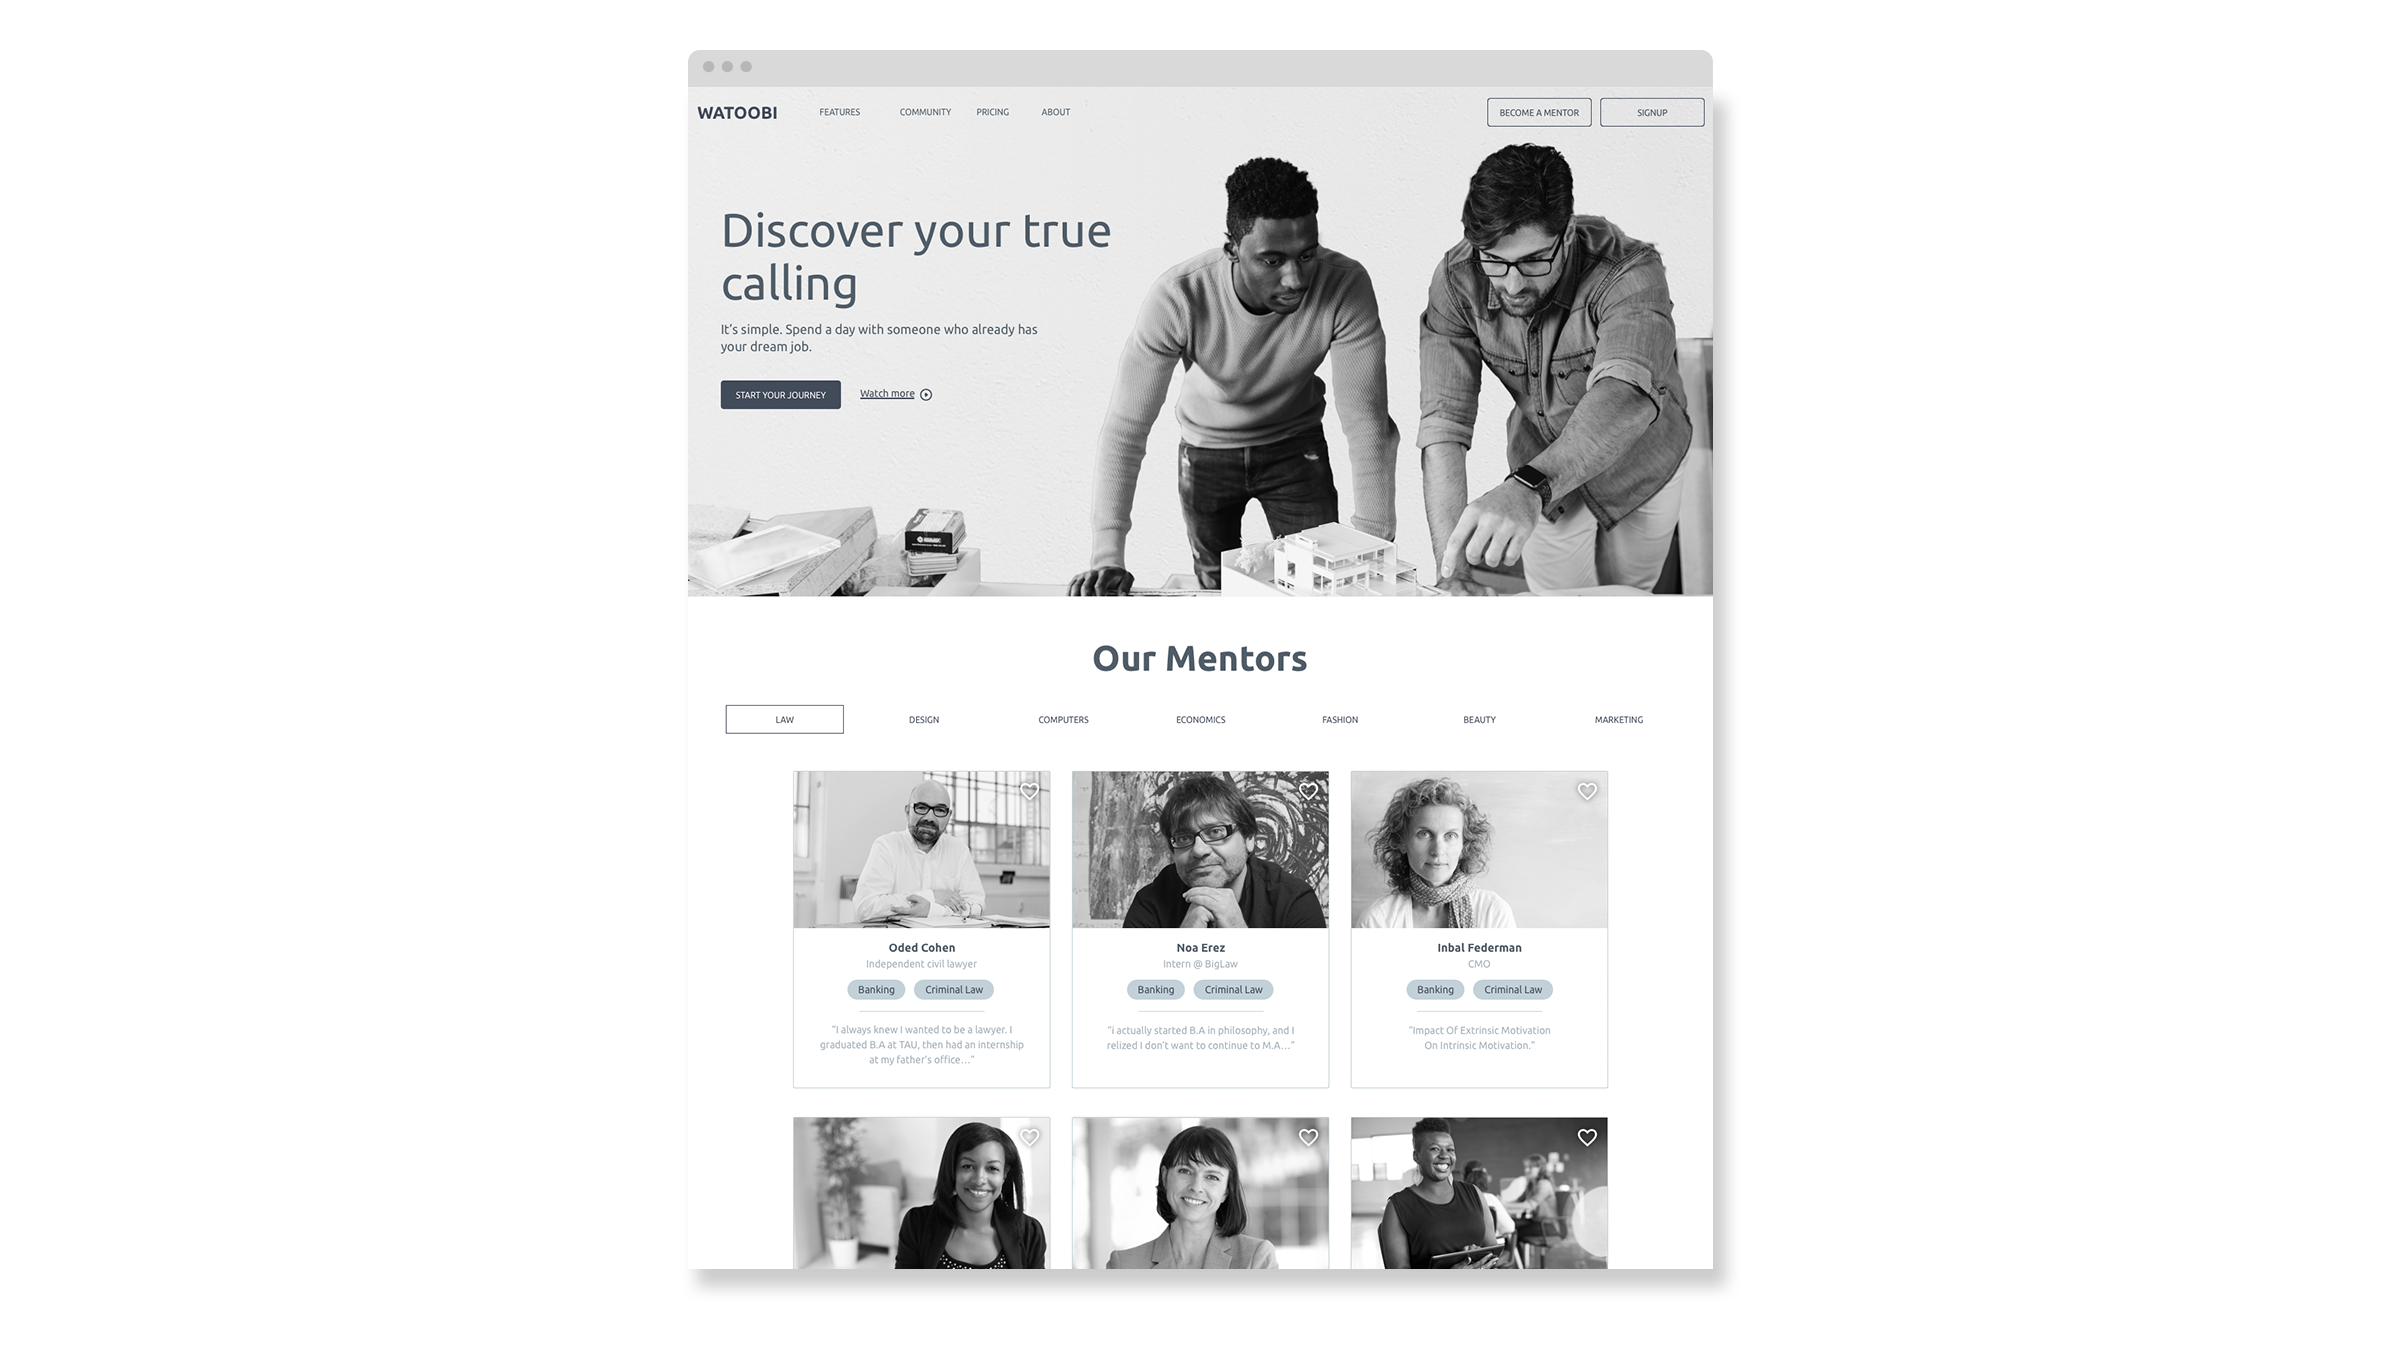 WATOOBI
FEATURES
COMMUNITY
PRICING
ABOUT
BECOME A MENTOR
SIGNUP
Discover your true
calling
It's simple. Spend a day with someone who already has
your dream job.
START YOUR JOURNEY
Watch more
Our Mentors
LAW
DESIGN
COMPUTERS
ECONOMICS
FASHION
BEAUTY
MARKETING
Oded Cohen
Independent civil lawyer
Banking
Criminal Law
"I always knew I wanted to be a lawyer. I
graduated B.A at TAU, then had an internship
at my father's office..."
Noa Erez
Intern @ BigLaw
Banking
Criminal Law
"i actually started B.A in philosophy, and I
relized I don't want to continue to M.A..."
Inbal Federman
CMO
Banking
Criminal Law
"Impact Of Extrinsic Motivation
On Intrinsic Motivation."